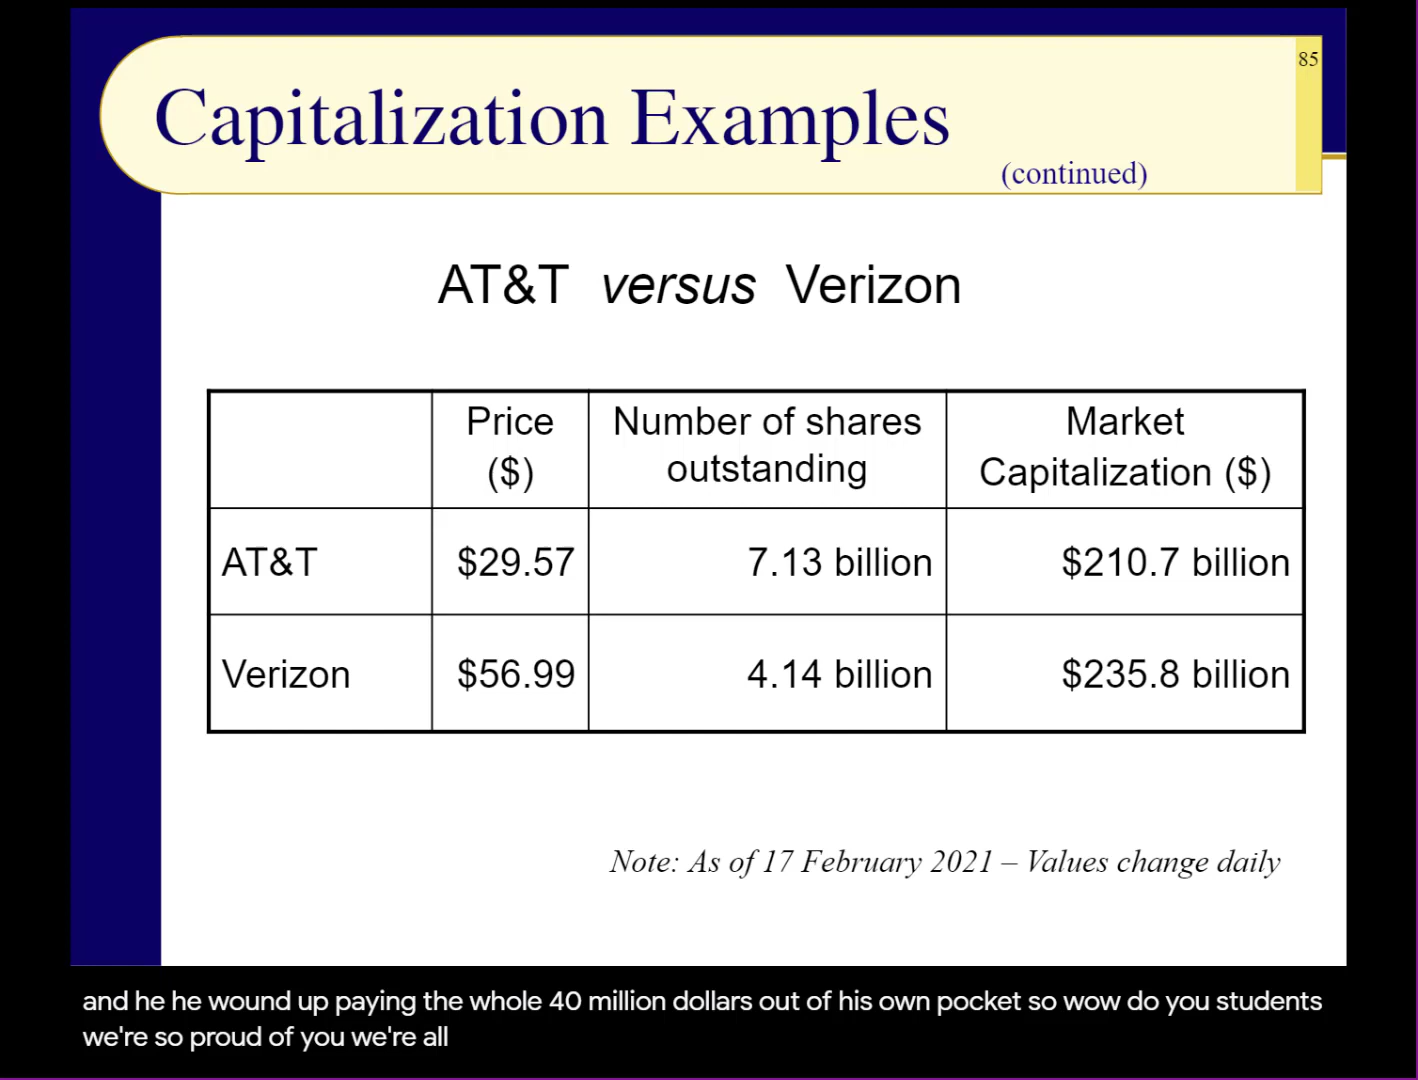 85
Capitalization Examples
(continued)
AT&T versus Verizon
Price ($) Number of shares outstanding Market Capitalization ($)
AT&T $29.57 7.13 billion $210.7 billion
Verizon $56.99 4.14 billion $235.8 billion
Note: As of 17 February 2021 – Values change daily
and he he wound up paying the whole 40 million dollars out of his own pocket so wow do you students
we're so proud of you we're all